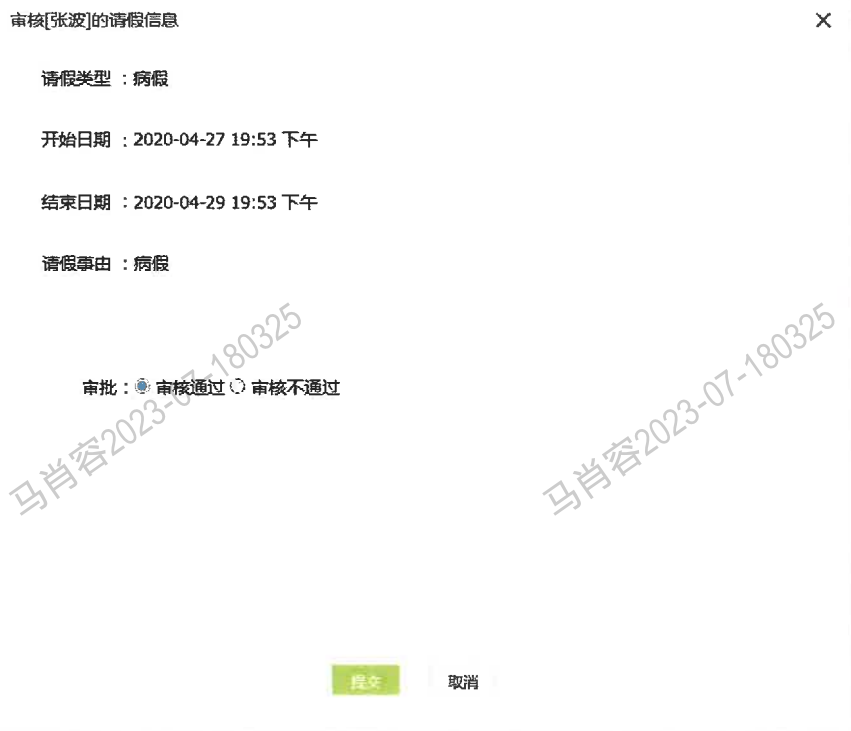 审核[张波]的请假信息
请假类型 ：病假
开始日期 ：2020-04-27 19:53 下午
结束日期 ：2020-04-29 19:53 下午
请假事由 ：病假
审批：审核通过 审核不通过
马肖容2023-07-180325
马肖容2023-07-180325
提交 取消